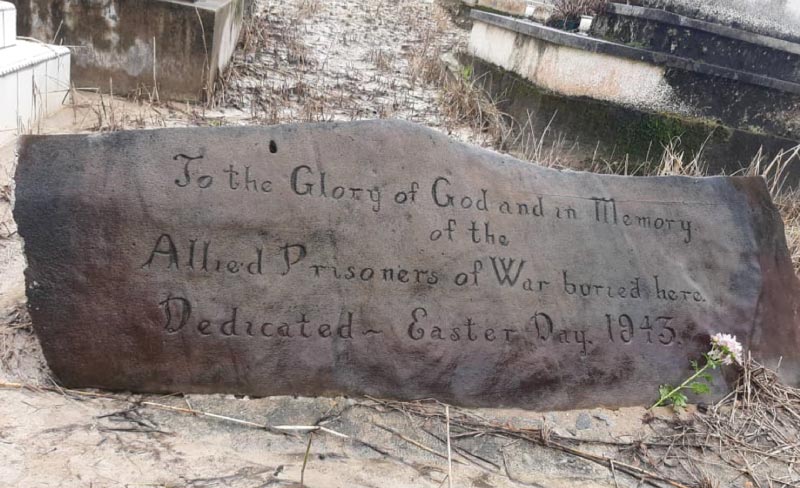 To the Glory of God and in Memory
of the
Allied Prisoners of War buried here.
Dedicated ~ Easter Day. 1943.